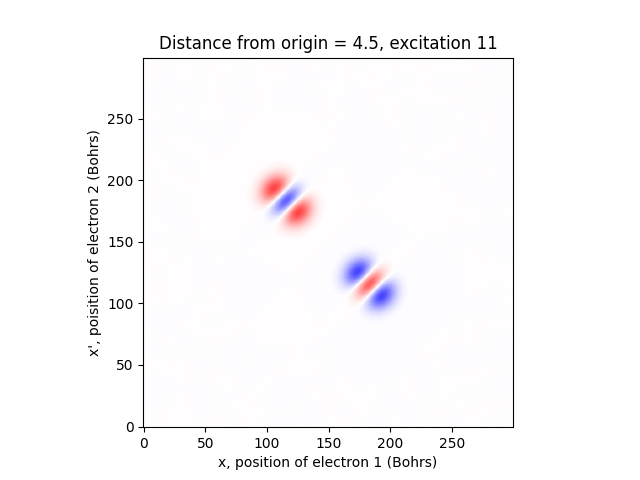 Distance from origin = 4.5, excitation 11
250
200
150
100
50
0
x', poisition of electron 2 (Bohrs)
0 50 100 150 200 250
x, position of electron 1 (Bohrs)